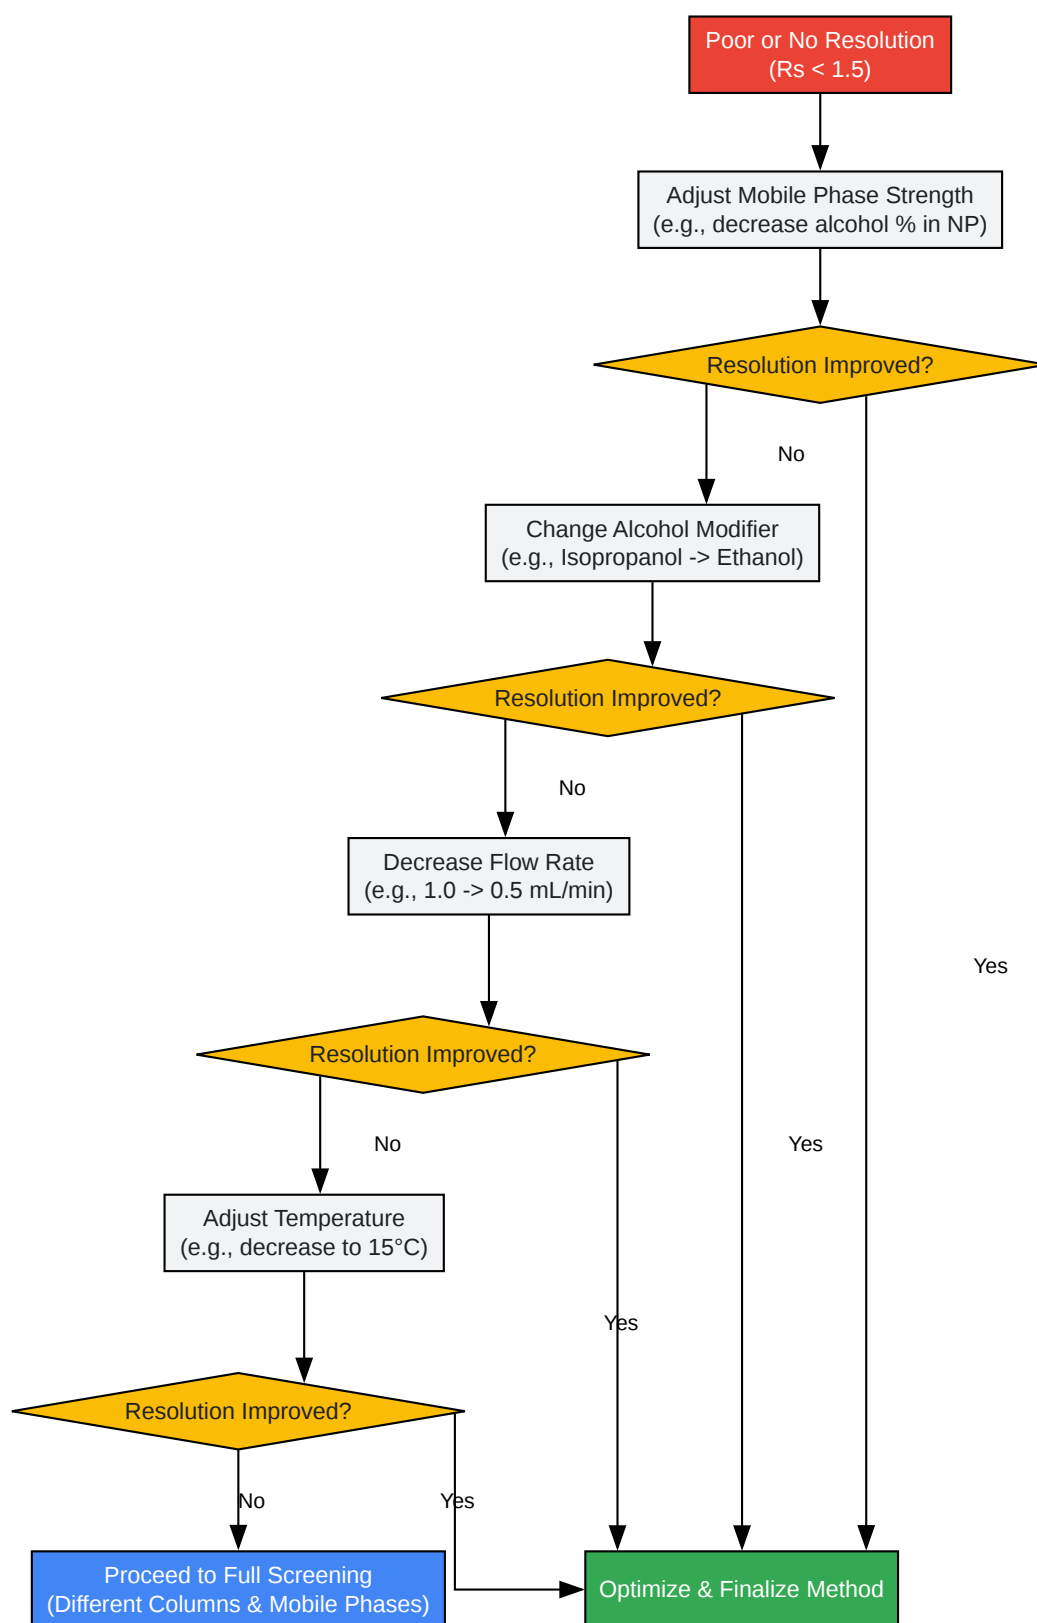 Poor or No Resolution
(Rs < 1.5)
Adjust Mobile Phase Strength
(e.g., decrease alcohol % in NP)
Resolution Improved?
No
Change Alcohol Modifier
(e.g., Isopropanol -> Ethanol)
Resolution Improved?
No
Decrease Flow Rate
(e.g., 1.0 -> 0.5 mL/min)
Yes
Resolution Improved?
No
Yes
Adjust Temperature
(e.g., decrease to 15°C)
Yes
Resolution Improved?
No
Yes
Proceed to Full Screening
(Different Columns & Mobile Phases)
Optimize & Finalize Method